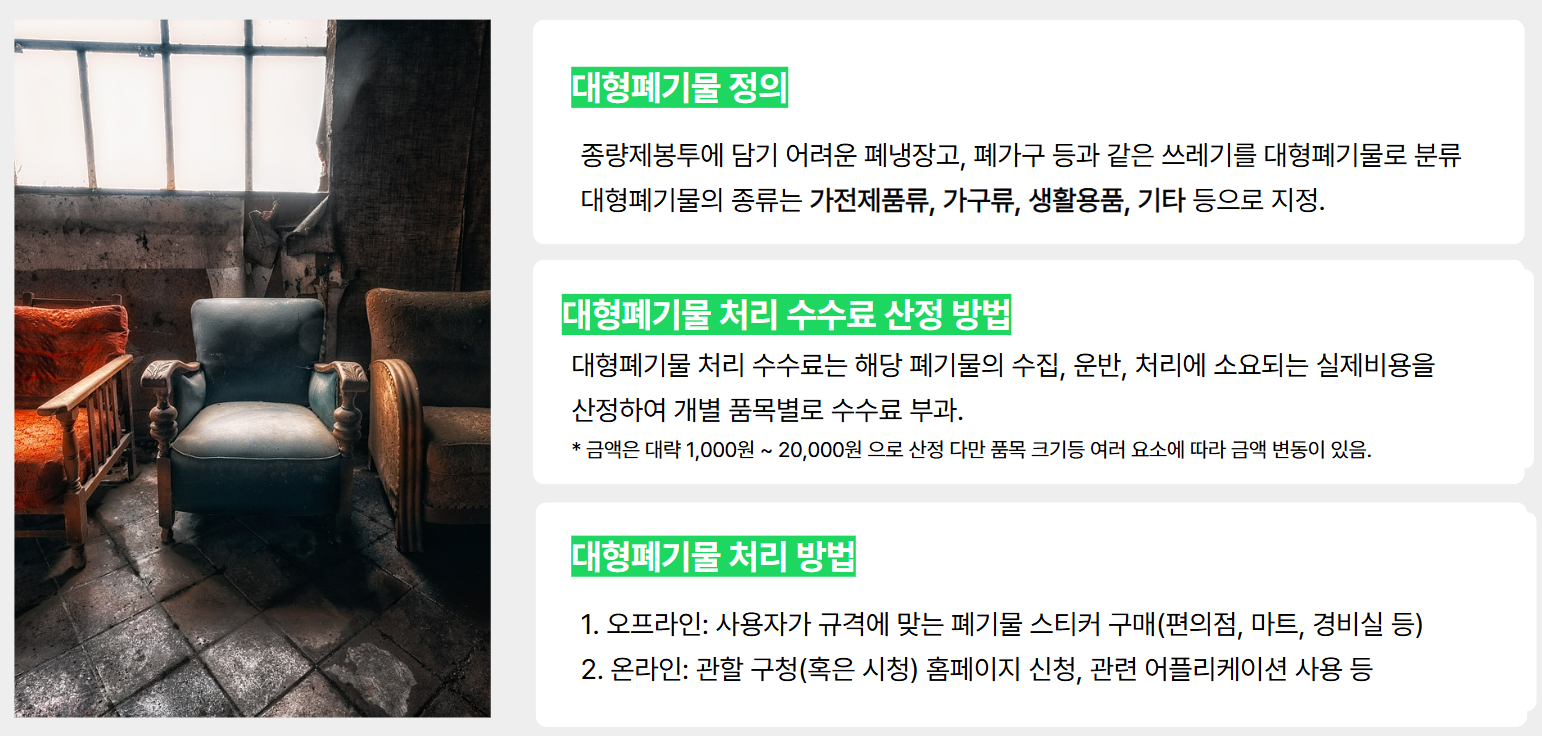 대형폐기물 정의
종량제봉투에 담기 어려운 폐냉장고, 폐가구 등과 같은 쓰레기를 대형폐기물로 분류
대형폐기물의 종류는 가전제품류, 가구류, 생활용품, 기타 등으로 지정.
대형폐기물 처리 수수료 산정 방법
대형폐기물 처리 수수료는 해당 폐기물의 수집, 운반, 처리에 소요되는 실제비용을
산정하여 개별 품목별로 수수료 부과.
* 금액은 대략 1,000원 ~ 20,000원 으로 산정 다만 품목 크기등 여러 요소에 따라 금액 변동이 있음.
대형폐기물 처리 방법
1. 오프라인: 사용자가 규격에 맞는 폐기물 스티커 구매(편의점, 마트, 경비실 등)
2. 온라인: 관할 구청(혹은 시청) 홈페이지 신청, 관련 어플리케이션 사용 등